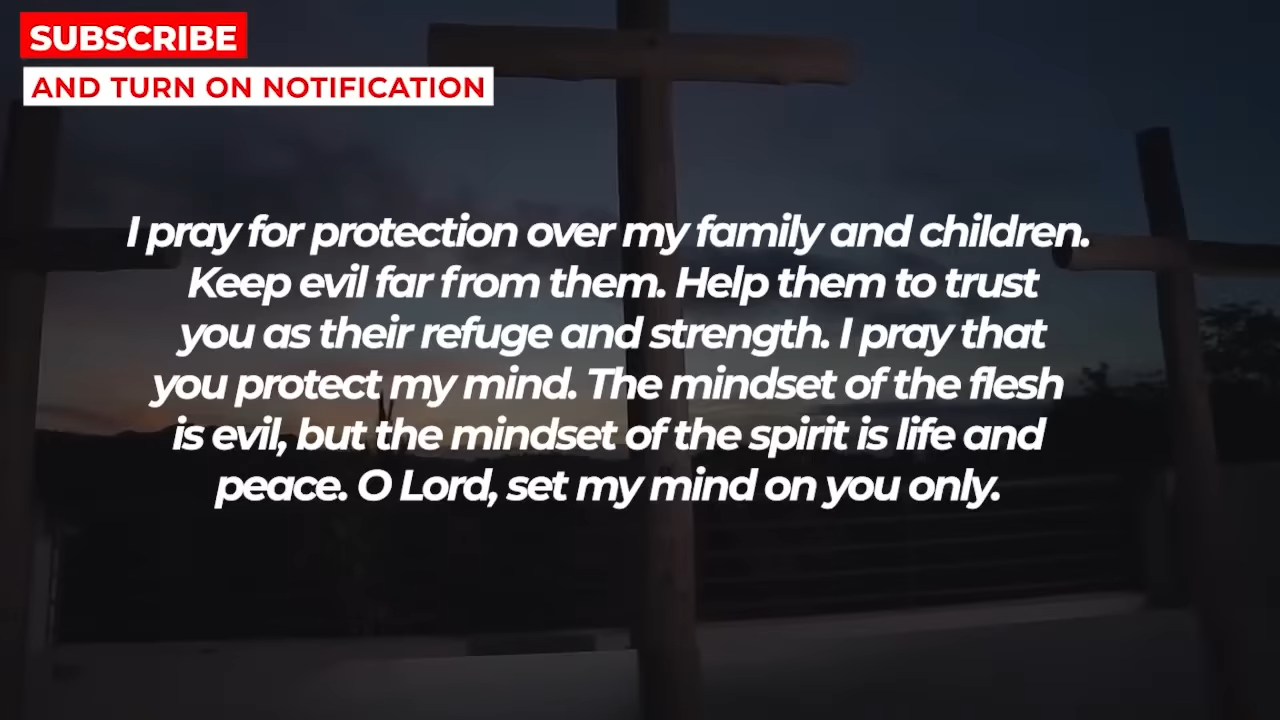 SUBSCRIBE
AND TURN ON NOTIFICATION
I pray for protection over my family and children.
Keep evil far from them. Help them to trust
you as their refuge and strength. I pray that
you protect my mind. The mindset of the flesh
is evil, but the mindset of the spirit is life and
peace. O Lord, set my mind on you only.